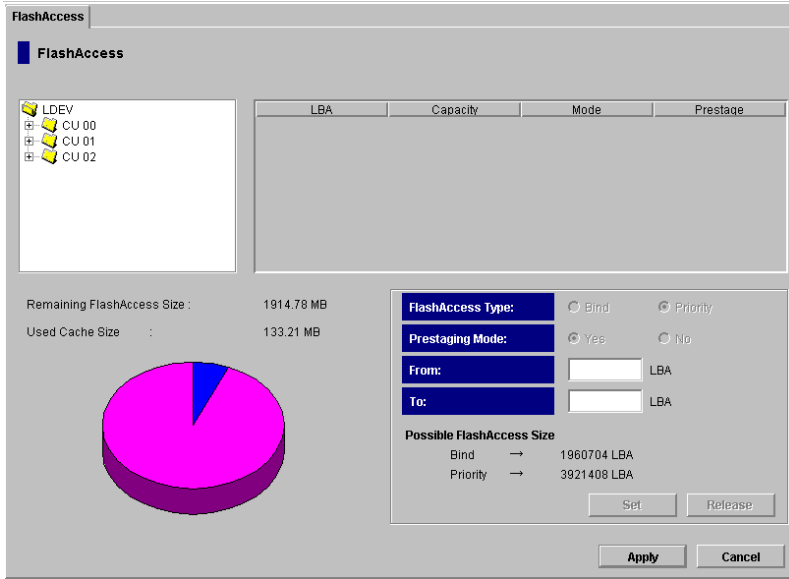 FlashAccess
FlashAccess
LDEV
CU 00
CU 01
CU 02
LBA Capacity Mode Prestage
Remaining FlashAccess Size : 1914.78 MB
Used Cache Size : 133.21 MB
FlashAccess Type: Bind Priority
Prestaging Mode: Yes No
From: LBA
To: LBA
Possible FlashAccess Size
Bind → 1960704 LBA
Priority → 3921408 LBA
Set Release
Apply Cancel